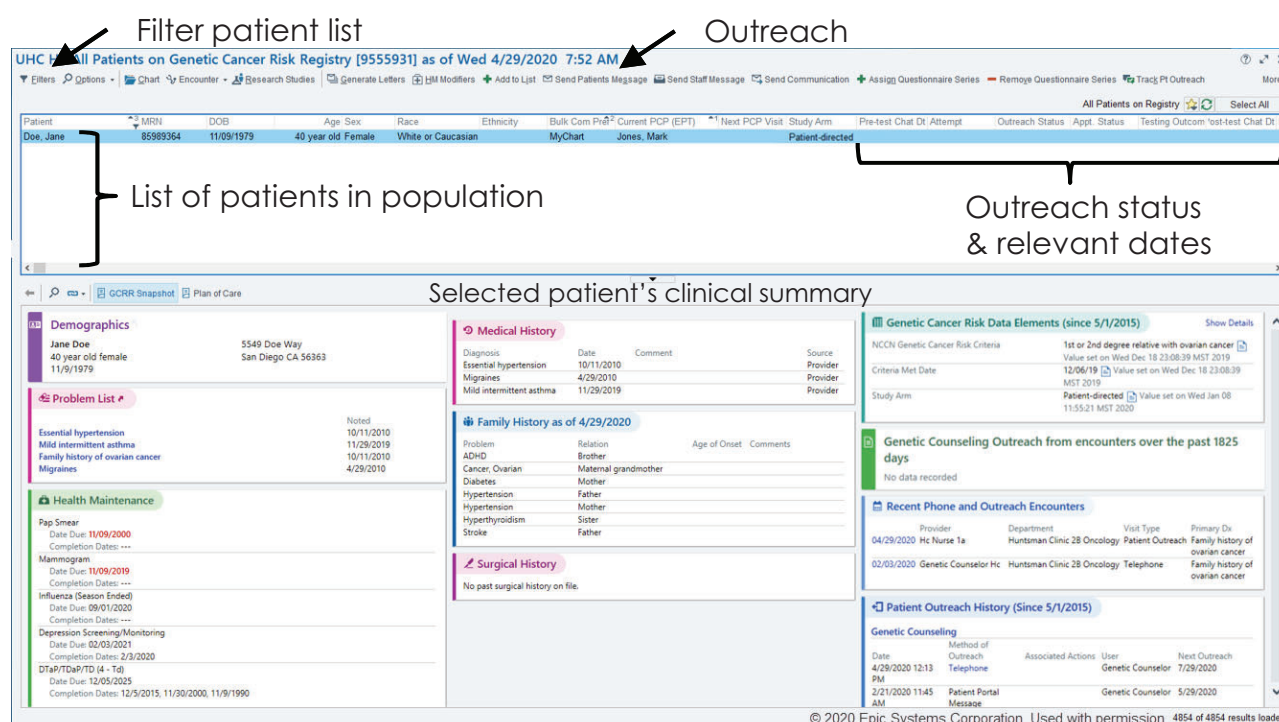 Filter patient list
Outreach
UHC H All Patients on Genetic Cancer Risk Registry [9555931] as of Wed 4/29/2020 7:52 AM
Filters Options Chart Encounter Research Studies Generate Letters HM Modifiers Add to List Send Patients Message Send Staff Message Send Communication Assign Questionnaire Series Remove Questionnaire Series Track Pt Outreach More
All Patients on Registry Select All
Patient 3 MRN DOB Age Sex Race Ethnicity Bulk Com Pref 2 Current PCP (EPT) 1 Next PCP Visit Study Arm Pre-test Chat Dt Attempt Outreach Status Appt. Status Testing Outcom ost-test Chat Dt
Doe, Jane 85989364 11/09/1979 40 year old Female White or Caucasian MyChart Jones, Mark Patient-directed
List of patients in population
Outreach status
& relevant dates
GCRR Snapshot Plan of Care
Selected patient's clinical summary
Demographics
Jane Doe 5549 Doe Way
40 year old female San Diego CA 56363
11/9/1979
Problem List
Noted
Essential hypertension 10/11/2010
Mild intermittent asthma 11/29/2019
Family history of ovarian cancer 10/11/2010
Migraines 4/29/2010
Health Maintenance
Pap Smear
Date Due: 11/09/2000
Completion Dates: ---
Mammogram
Date Due: 11/09/2019
Completion Dates: ---
Influenza (Season Ended)
Date Due: 09/01/2020
Completion Dates: ---
Depression Screening/Monitoring
Date Due: 02/03/2021
Completion Dates: 2/3/2020
DTaP/TDaP/TD (4 - Td)
Date Due: 12/05/2025
Completion Dates: 12/5/2015, 11/30/2000, 11/9/1990
Medical History
Diagnosis Date Comment Source
Essential hypertension 10/11/2010 Provider
Migraines 4/29/2010 Provider
Mild intermittent asthma 11/29/2019 Provider
Family History as of 4/29/2020
Problem Relation Age of Onset Comments
ADHD Brother
Cancer, Ovarian Maternal grandmother
Diabetes Mother
Hypertension Father
Hypertension Mother
Hyperthyroidism Sister
Stroke Father
Surgical History
No past surgical history on file.
Genetic Cancer Risk Data Elements (since 5/1/2015) Show Details
NCCN Genetic Cancer Risk Criteria 1st or 2nd degree relative with ovarian cancer
Value set on Wed Dec 18 23:08:39 MST 2019
Criteria Met Date 12/06/19 Value set on Wed Dec 18 23:08:39
MST 2019
Study Arm Patient-directed Value set on Wed Jan 08
11:55:21 MST 2020
Genetic Counseling Outreach from encounters over the past 1825
days
No data recorded
Recent Phone and Outreach Encounters
Provider Department Visit Type Primary Dx
04/29/2020 Hc Nurse 1a Huntsman Clinic 2B Oncology Patient Outreach Family history of
ovarian cancer
02/03/2020 Genetic Counselor Hc Huntsman Clinic 2B Oncology Telephone Family history of
ovarian cancer
Patient Outreach History (Since 5/1/2015)
Genetic Counseling
Method of
Date Outreach Associated Actions User Next Outreach
4/29/2020 12:13 Telephone Genetic Counselor 7/29/2020
PM
2/21/2020 11:45 Patient Portal Genetic Counselor 5/29/2020
AM Message
© 2020 Epic Systems Corporation. Used with permission. 4854 of 4854 results loade